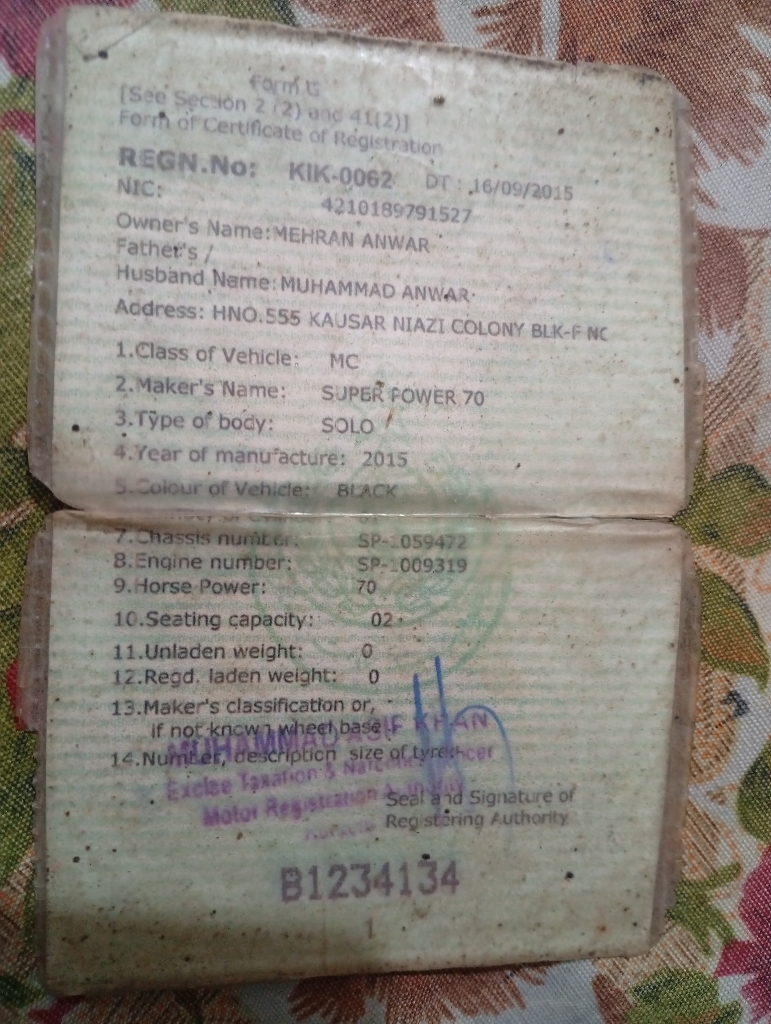 Form G
[See Section 2 (2) and 41(2)]
Form of Certificate of Registration
REGN.No: KIK-0062 DT : 16/09/2015
NIC: 4210189791527
Owner's Name: MEHRAN ANWAR
Father's /
Husband Name: MUHAMMAD ANWAR
Address: HNO.555 KAUSAR NIAZI COLONY BLK-F NC
1.Class of Vehicle: MC
2.Maker's Name: SUPER POWER 70
3.Type of body: SOLO
4.Year of manufacture: 2015
5.Colour of Vehicle: BLACK
7.Chassis number: SP-1059472
8.Engine number: SP-1009319
9.Horse Power: 70
10.Seating capacity: 02
11.Unladen weight: 0
12.Regd. laden weight: 0
13.Maker's classification or,
if not known wheel base
MUHAMMAD ASIF KHAN
14.Number, description size of tyre
Excise Taxation & Narcotics Officer
Motor Registration
Seal and Signature of
Registering Authority
B1234134
1